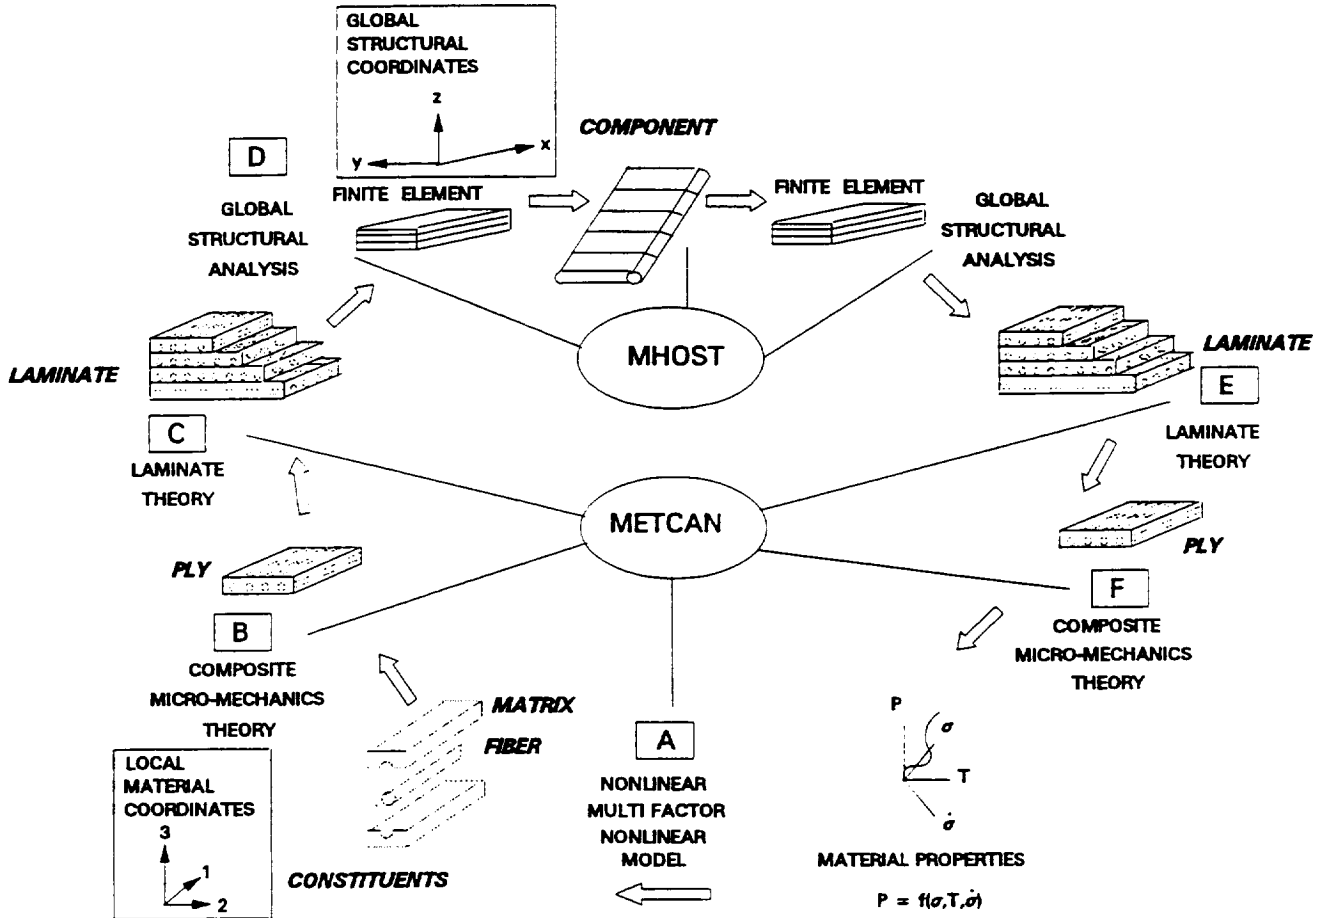 GLOBAL
STRUCTURAL
COORDINATES
z
y
x
COMPONENT
D
FINITE ELEMENT
FINITE ELEMENT
GLOBAL
STRUCTURAL
ANALYSIS
GLOBAL
STRUCTURAL
ANALYSIS
MHOST
LAMINATE
LAMINATE
C
LAMINATE
THEORY
E
LAMINATE
THEORY
METCAN
PLY
PLY
B
COMPOSITE
MICRO-MECHANICS
THEORY
F
COMPOSITE
MICRO-MECHANICS
THEORY
MATRIX
FIBER
CONSTITUENTS
LOCAL
MATERIAL
COORDINATES
3
1
2
A
NONLINEAR
MULTI FACTOR
NONLINEAR
MODEL
P
σ
T
σ̇
MATERIAL PROPERTIES
P = f(σ,T,σ̇)